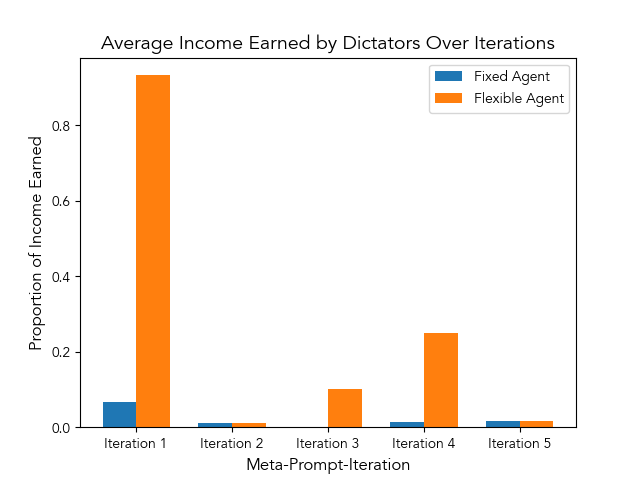 Average Income Earned by Dictators Over Iterations
Fixed Agent
Flexible Agent
Proportion of Income Earned
0.8
0.6
0.4
0.2
0.0
Iteration 1 Iteration 2 Iteration 3 Iteration 4 Iteration 5
Meta-Prompt-Iteration